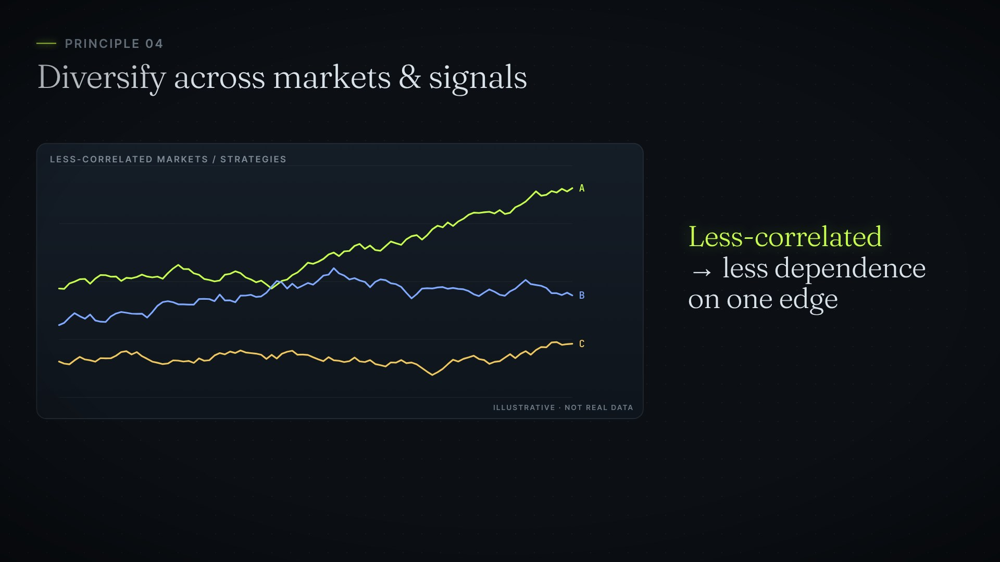 PRINCIPLE 04
Diversify across markets & signals
LESS-CORRELATED MARKETS / STRATEGIES
A
B
C
ILLUSTRATIVE · NOT REAL DATA
Less-correlated
→ less dependence
on one edge